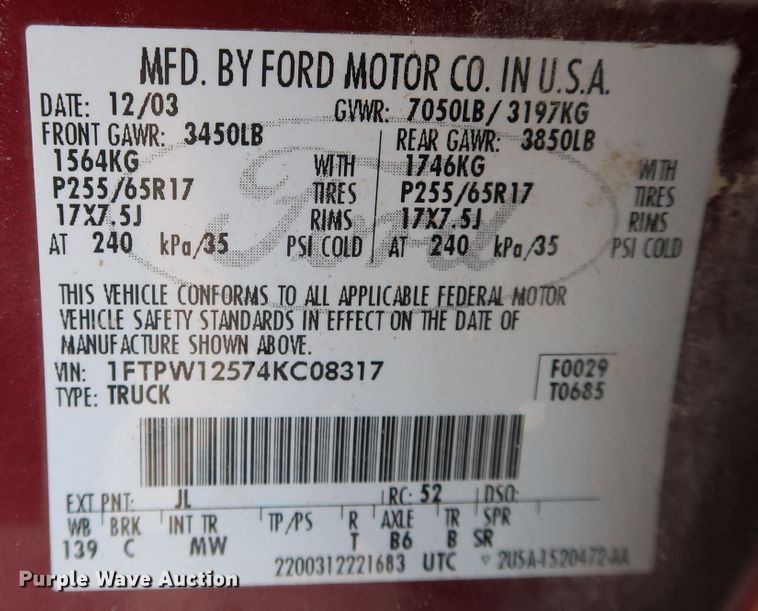 MFD. BY FORD MOTOR CO. IN U.S.A.
DATE: 12/03 GVWR: 7050LB/ 3197KG
FRONT GAWR: 3450LB REAR GAWR: 3850LB
1564KG WITH 1746KG WITH
P255/65R17 TIRES P255/65R17 TIRES
17X7.5J RIMS 17X7.5J RIMS
AT 240 kPa/35 PSI COLD AT 240 kPa/35 PSI COLD
Ford
THIS VEHICLE CONFORMS TO ALL APPLICABLE FEDERAL MOTOR
VEHICLE SAFETY STANDARDS IN EFFECT ON THE DATE OF
MANUFACTURE SHOWN ABOVE.
VIN: 1FTPW12574KC08317 F0029
TYPE: TRUCK T0685
EXT PNT: JL RC: 52 DSO:
WB BRK INT TR TP/PS R AXLE TR SPR
139 C MW T B6 B SR
2200312221683 UTC 2U5A-1520472-AA
Purple Wave Auction